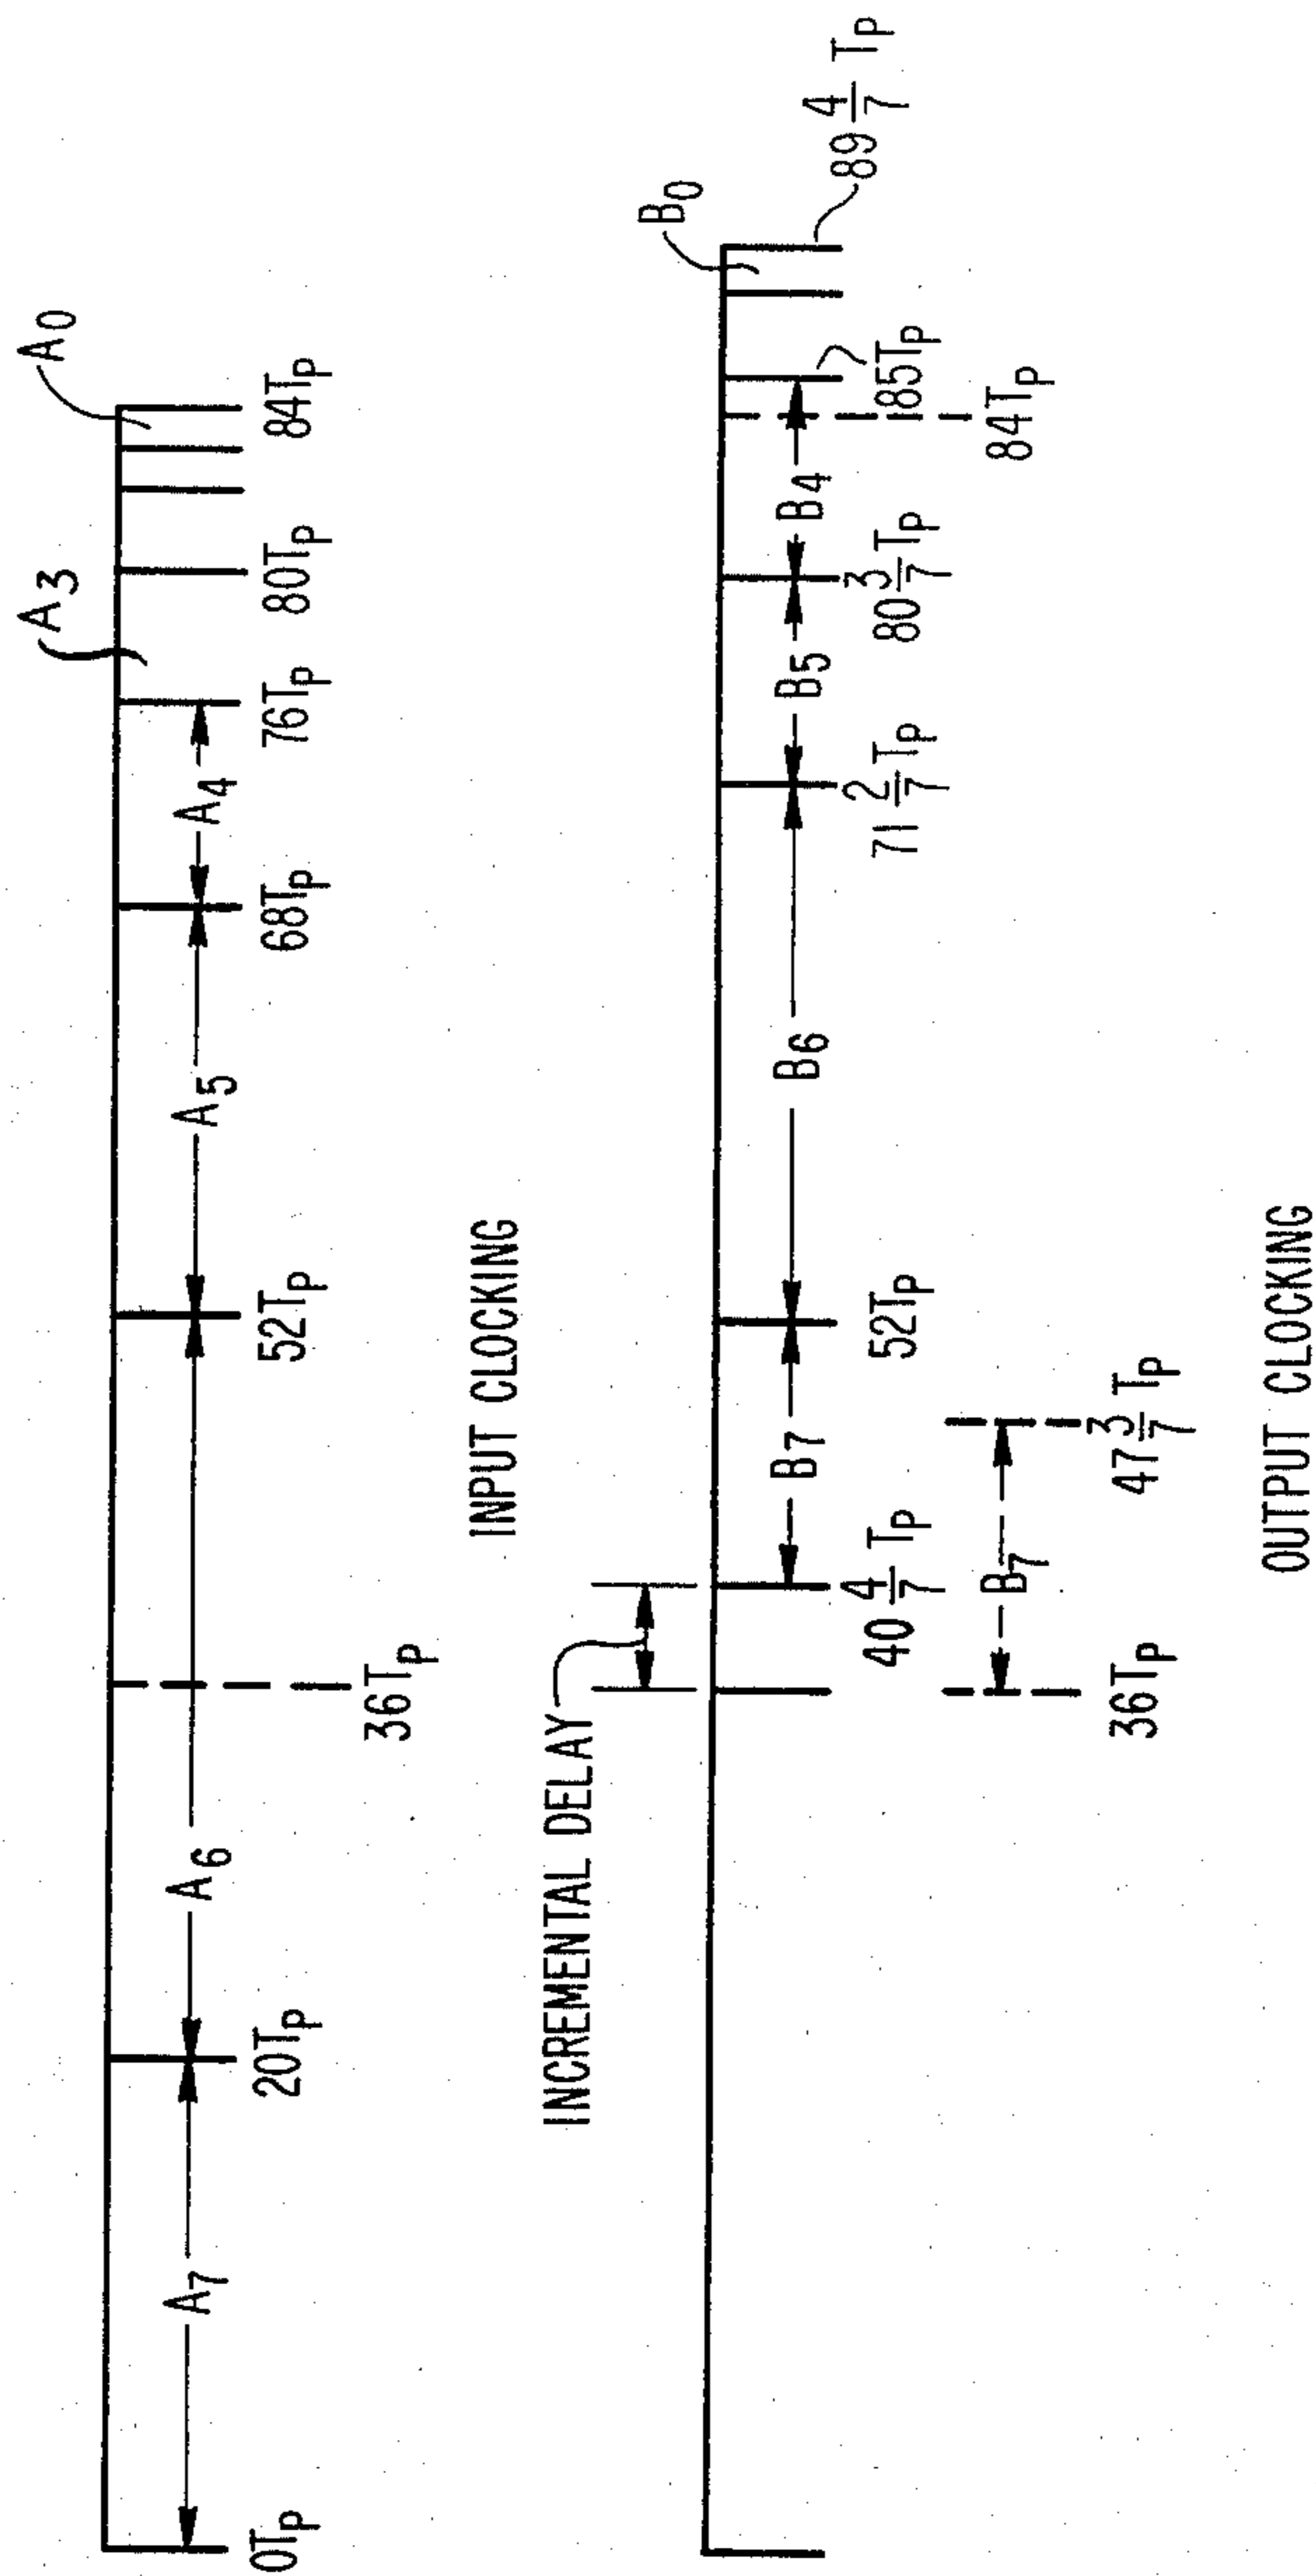 A7
A6
A5
A4
A3
A0
0Tp
20Tp
36Tp
52Tp
68Tp
76Tp
80Tp
84Tp
INPUT CLOCKING
INCREMENTAL DELAY
B7
B6
B5
B4
B0
40 4/7 Tp
52Tp
71 2/7 Tp
80 3/7 Tp
84Tp
85Tp
89 4/7 Tp
36Tp
B7
47 3/7 Tp
OUTPUT CLOCKING